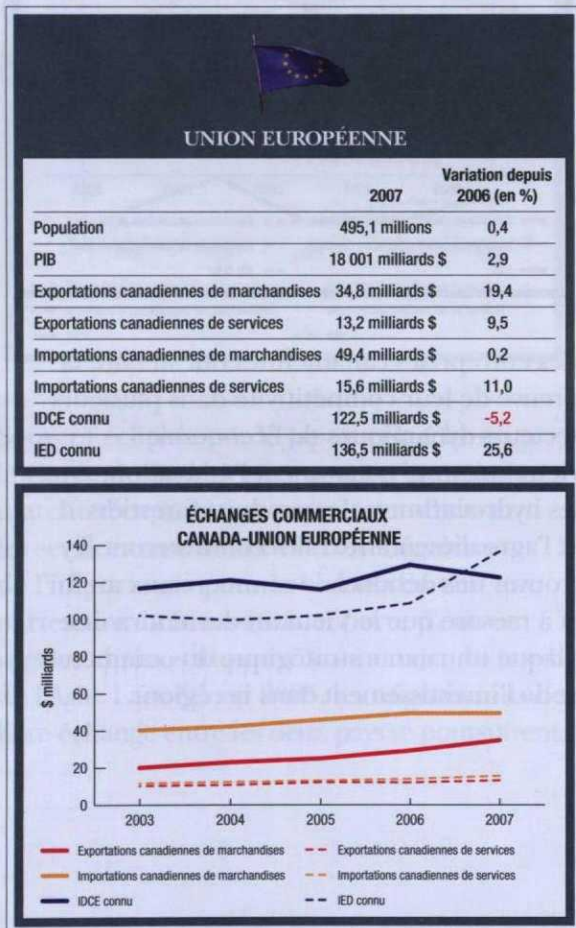 UNION EUROPÉENNE
2007 Variation depuis 2006 (en %)
Population 495,1 millions 0,4
PIB 18 001 milliards $ 2,9
Exportations canadiennes de marchandises 34,8 milliards $ 19,4
Exportations canadiennes de services 13,2 milliards $ 9,5
Importations canadiennes de marchandises 49,4 milliards $ 0,2
Importations canadiennes de services 15,6 milliards $ 11,0
IDCE connu 122,5 milliards $ -5,2
IED connu 136,5 milliards $ 25,6
ÉCHANGES COMMERCIAUX
CANADA-UNION EUROPÉENNE
$ milliards
160
140
120
100
80
60
40
20
0
2003 2004 2005 2006 2007
Exportations canadiennes de marchandises
Exportations canadiennes de services
Importations canadiennes de marchandises
Importations canadiennes de services
IDCE connu
IED connu